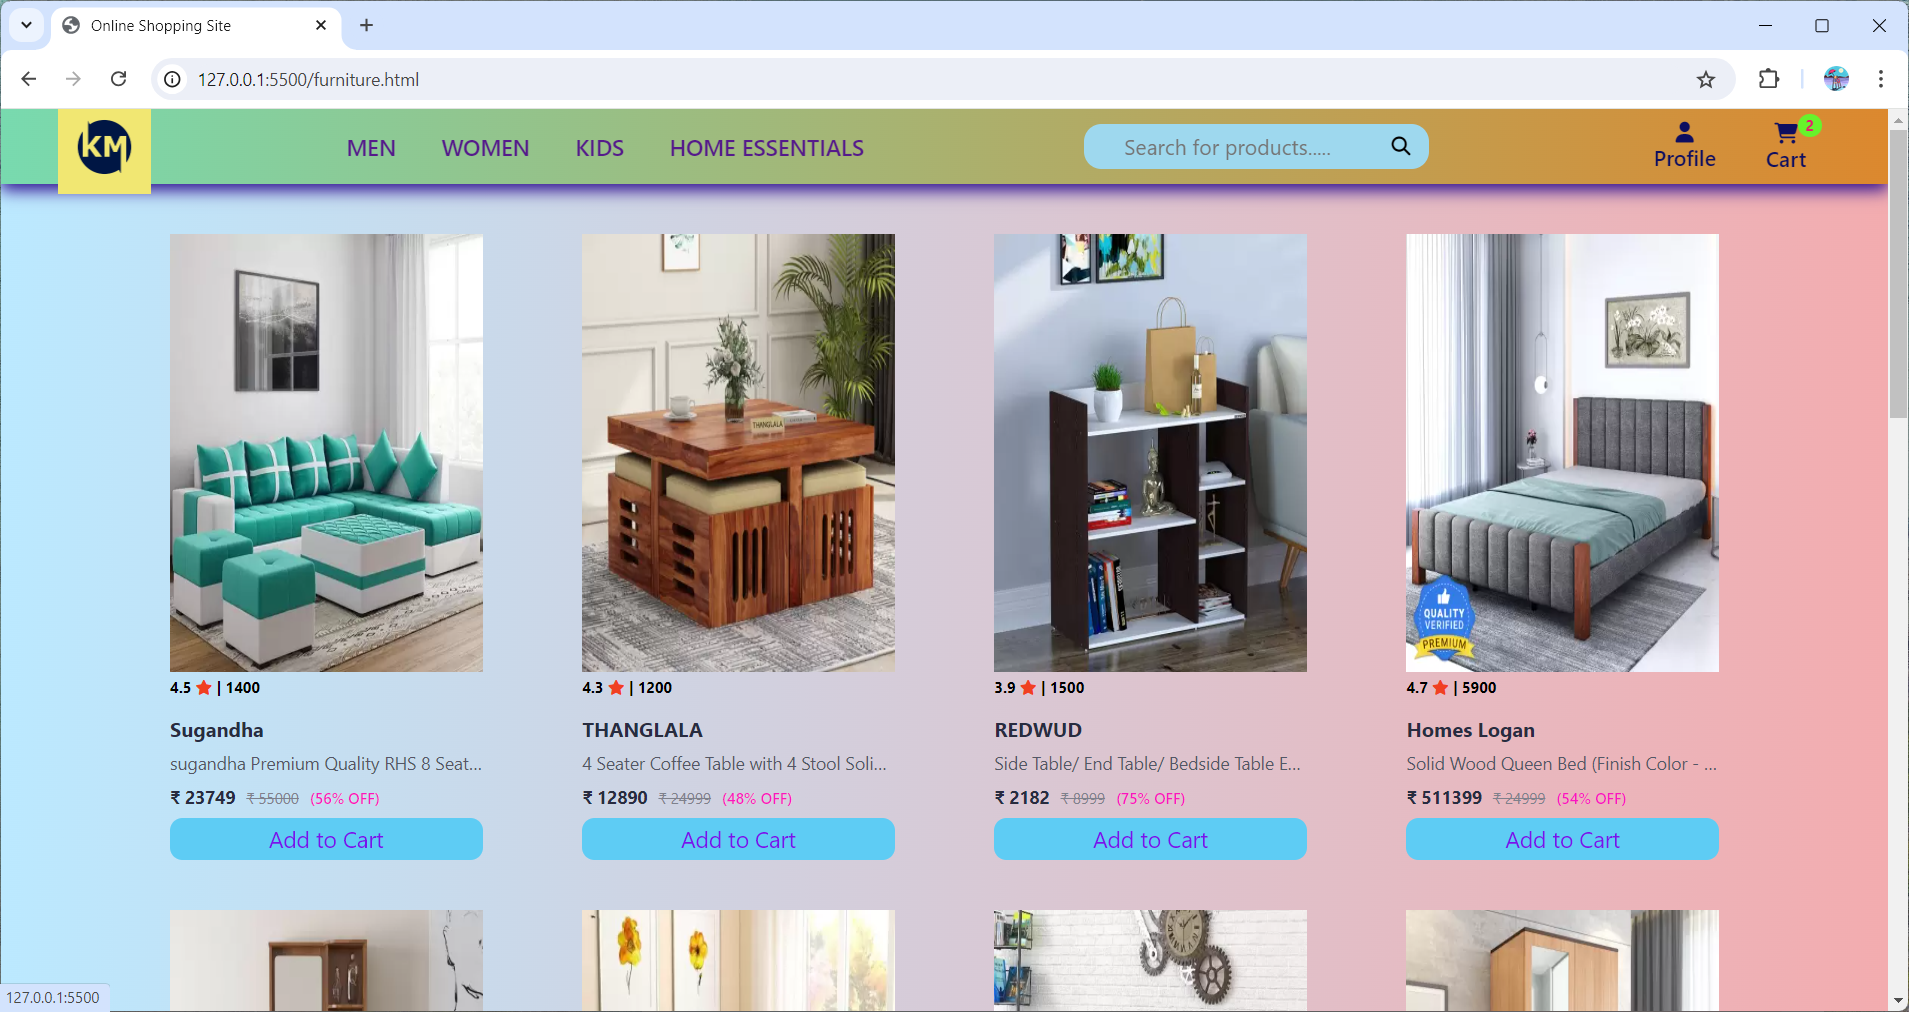 Online Shopping Site
127.0.0.1:5500/furniture.html
KM
MEN WOMEN KIDS HOME ESSENTIALS
Search for products.....
Profile
2
Cart
THANGLALA
QUALITY
VERIFIED
PREMIUM
4.5 | 1400
4.3 | 1200
3.9 | 1500
4.7 | 5900
Sugandha
THANGLALA
REDWUD
Homes Logan
sugandha Premium Quality RHS 8 Seat...
4 Seater Coffee Table with 4 Stool Soli...
Side Table/ End Table/ Bedside Table E...
Solid Wood Queen Bed (Finish Color - ...
₹ 23749 ₹ 55000 (56% OFF)
₹ 12890 ₹ 24999 (48% OFF)
₹ 2182 ₹ 8999 (75% OFF)
₹ 511399 ₹ 24999 (54% OFF)
Add to Cart
Add to Cart
Add to Cart
Add to Cart
127.0.0.1:5500